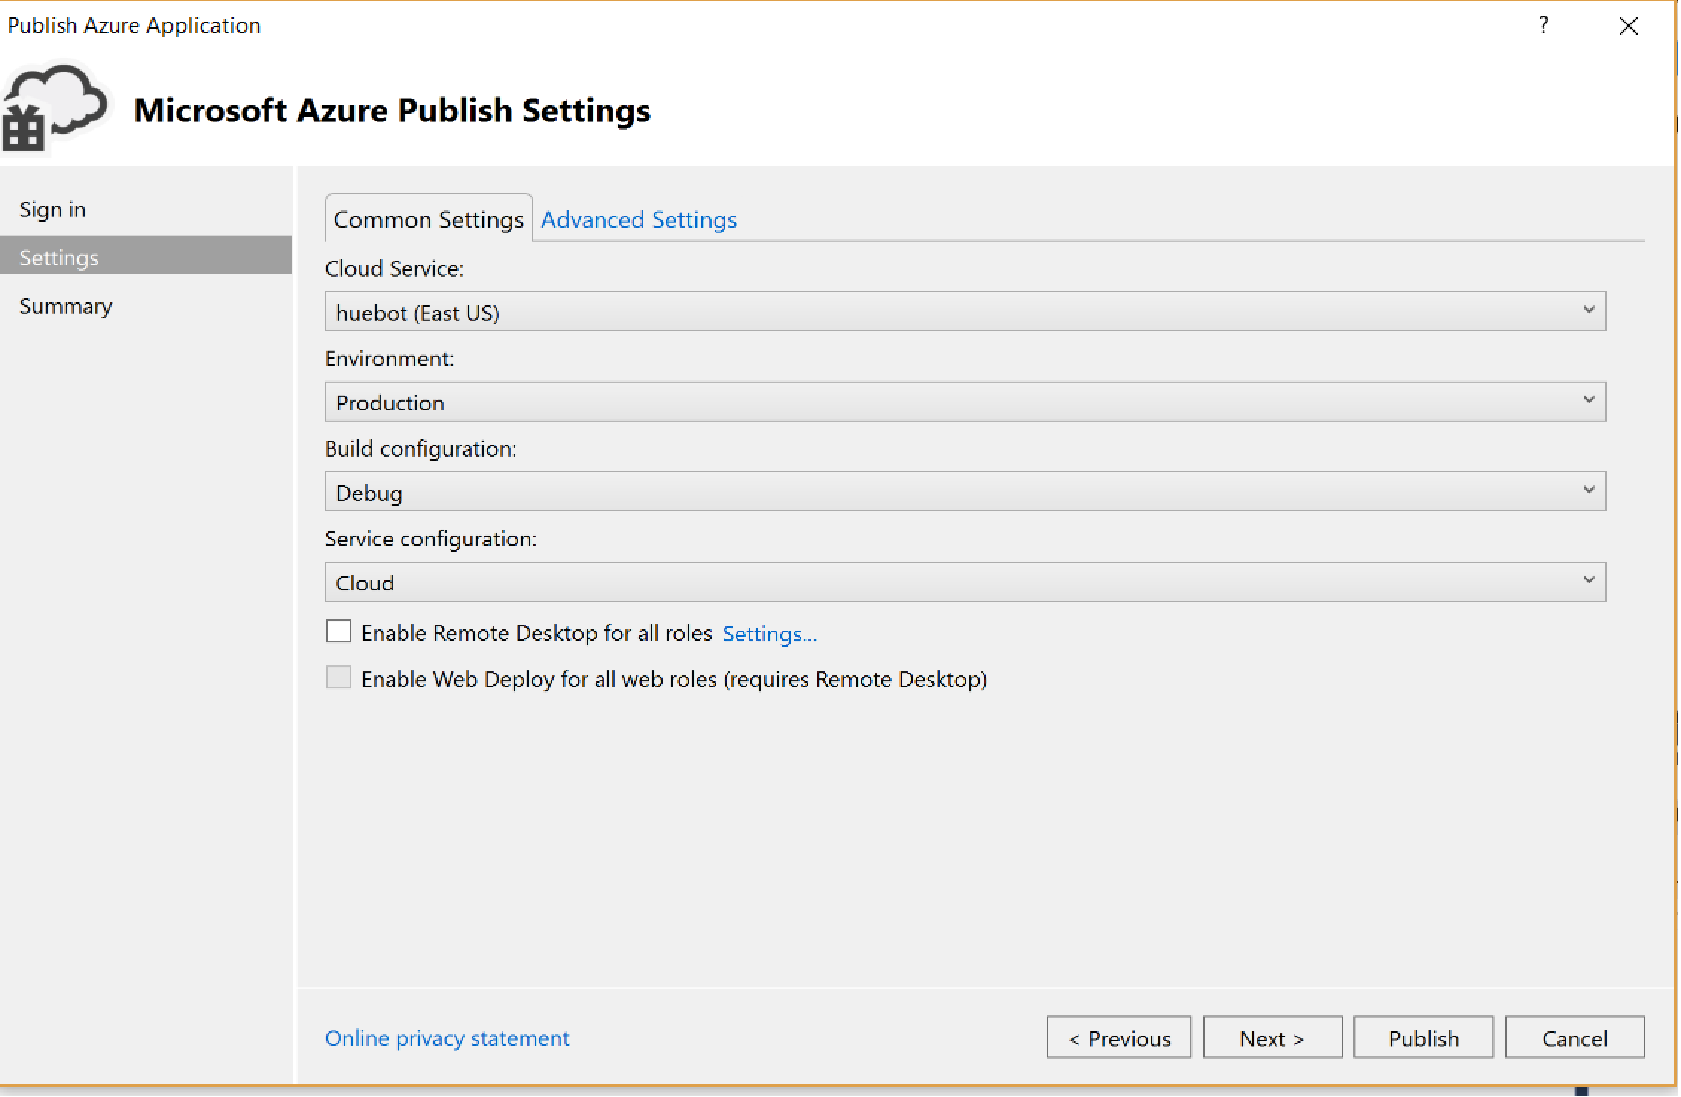 Publish Azure Application
?
Microsoft Azure Publish Settings
Sign in
Settings
Summary
Common Settings Advanced Settings
Cloud Service:
huebot (East US)
Environment:
Production
Build configuration:
Debug
Service configuration:
Cloud
Enable Remote Desktop for all roles Settings...
Enable Web Deploy for all web roles (requires Remote Desktop)
Online privacy statement
< Previous
Next >
Publish
Cancel